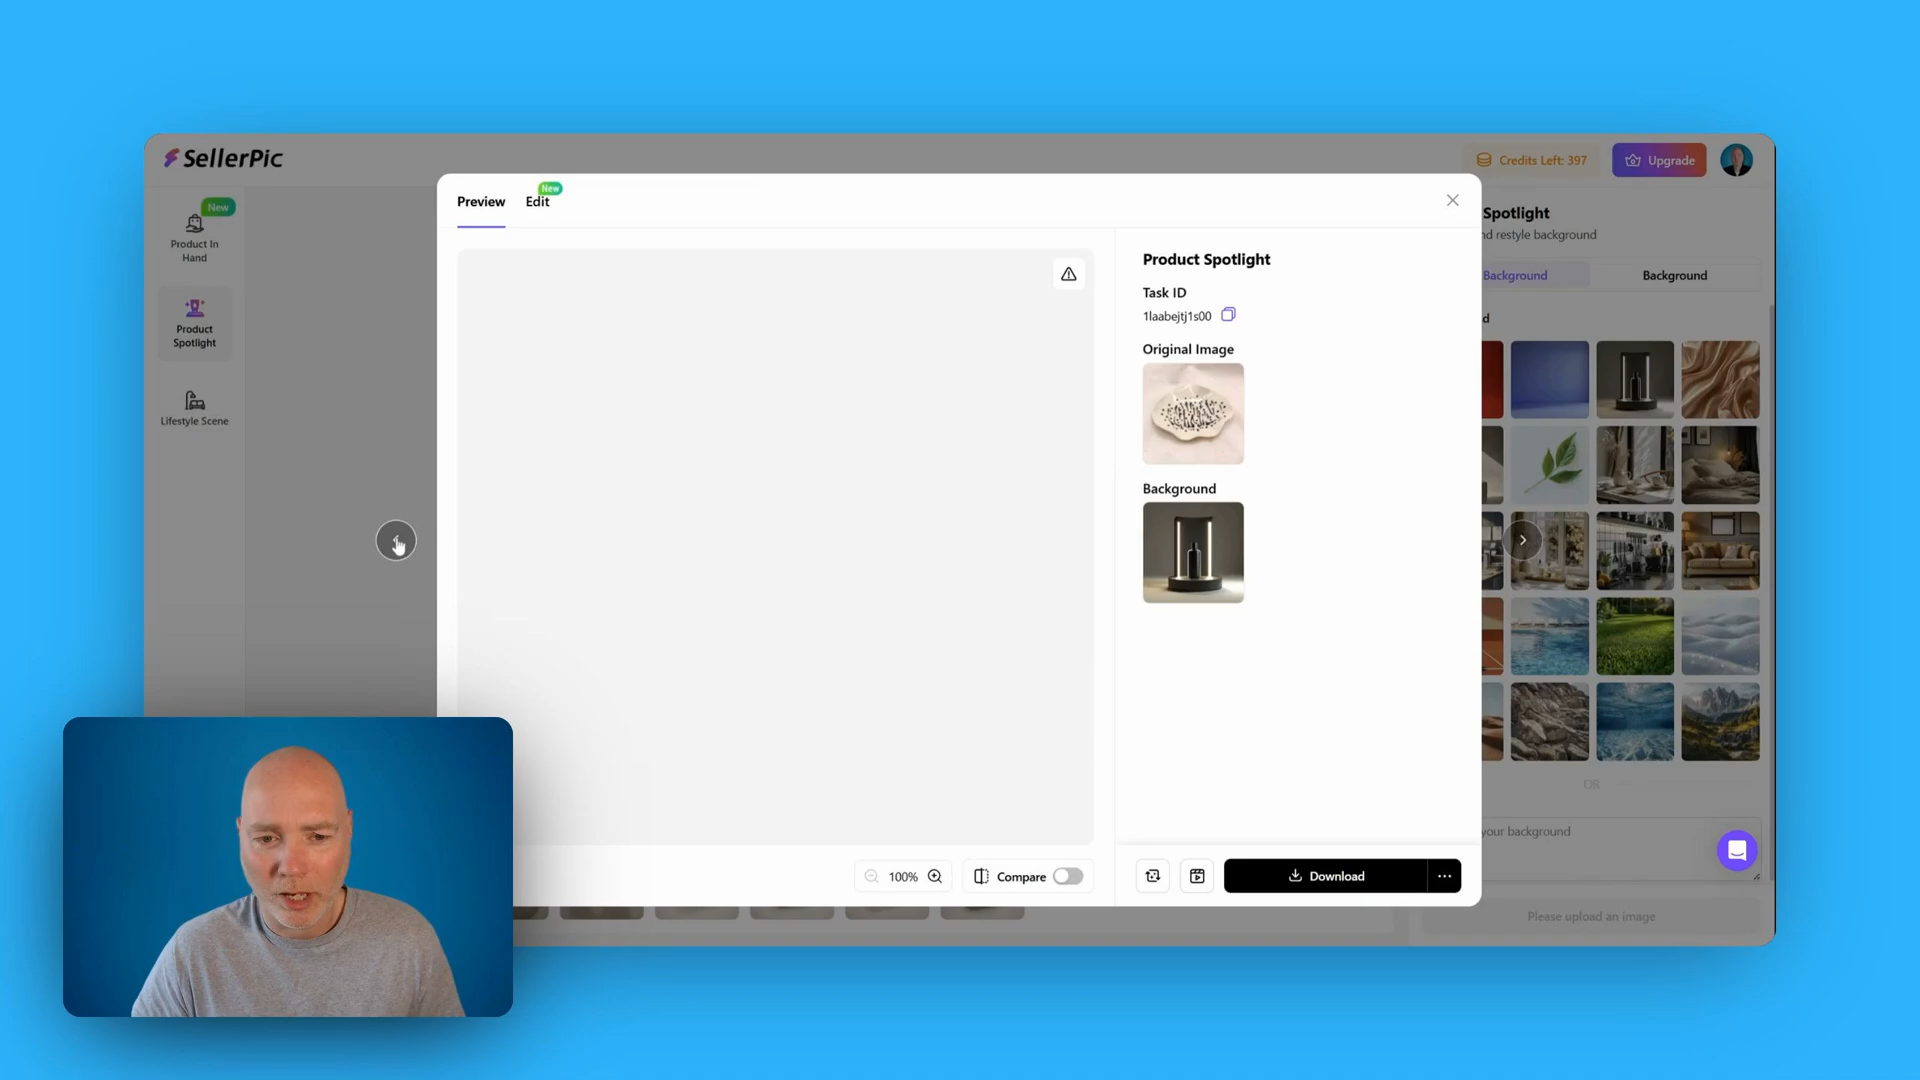 SellerPic
Credits Left: 397
Upgrade
New
Product In
Hand
Product
Spotlight
Lifestyle Scene
Preview
Edit
New
Product Spotlight
Task ID
1laabejtj1s00
Original Image
Background
100%
Compare
Download
Spotlight
restyle background
Background
Background
OR
your background
Please upload an image